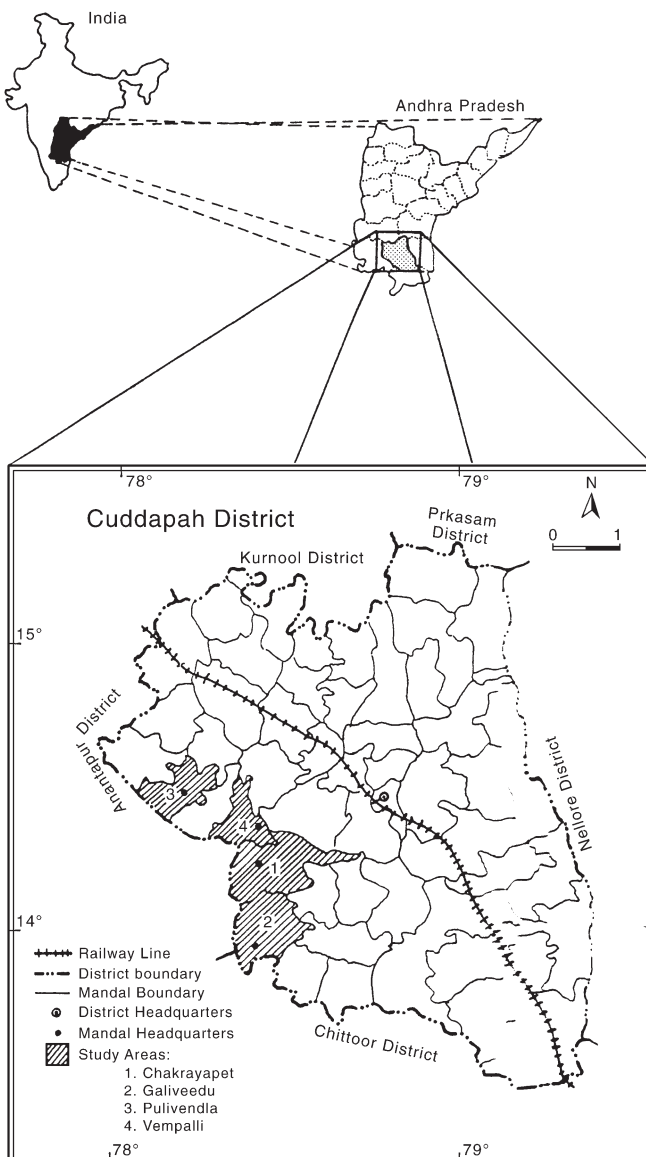 India
Andhra Pradesh
78°
79°
N
Cuddapah District
Prkasam
District
0 1
Kurnool District
15°
Anantapur District
Nellore District
3
4
1
2
14°
Railway Line
District boundary
Mandal Boundary
District Headquarters
Mandal Headquarters
Study Areas:
1. Chakrayapet
2. Galiveedu
3. Pulivendla
4. Vempalli
Chittoor District
78°
79°